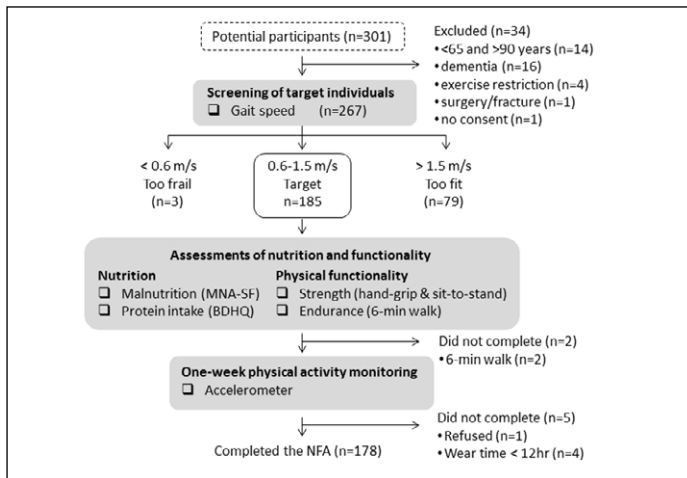 Potential participants (n=301)
Excluded (n=34)
•<65 and >90 years (n=14)
•dementia (n=16)
•exercise restriction (n=4)
•surgery/fracture (n=1)
•no consent (n=1)
Screening of target individuals
❑ Gait speed (n=267)
< 0.6 m/s
Too frail
(n=3)
0.6-1.5 m/s
Target
n=185
> 1.5 m/s
Too fit
(n=79)
Assessments of nutrition and functionality
Nutrition
❑ Malnutrition (MNA-SF)
❑ Protein intake (BDHQ)
Physical functionality
❑ Strength (hand-grip & sit-to-stand)
❑ Endurance (6-min walk)
Did not complete (n=2)
•6-min walk (n=2)
One-week physical activity monitoring
❑ Accelerometer
Did not complete (n=5)
•Refused (n=1)
•Wear time < 12hr (n=4)
Completed the NFA (n=178)